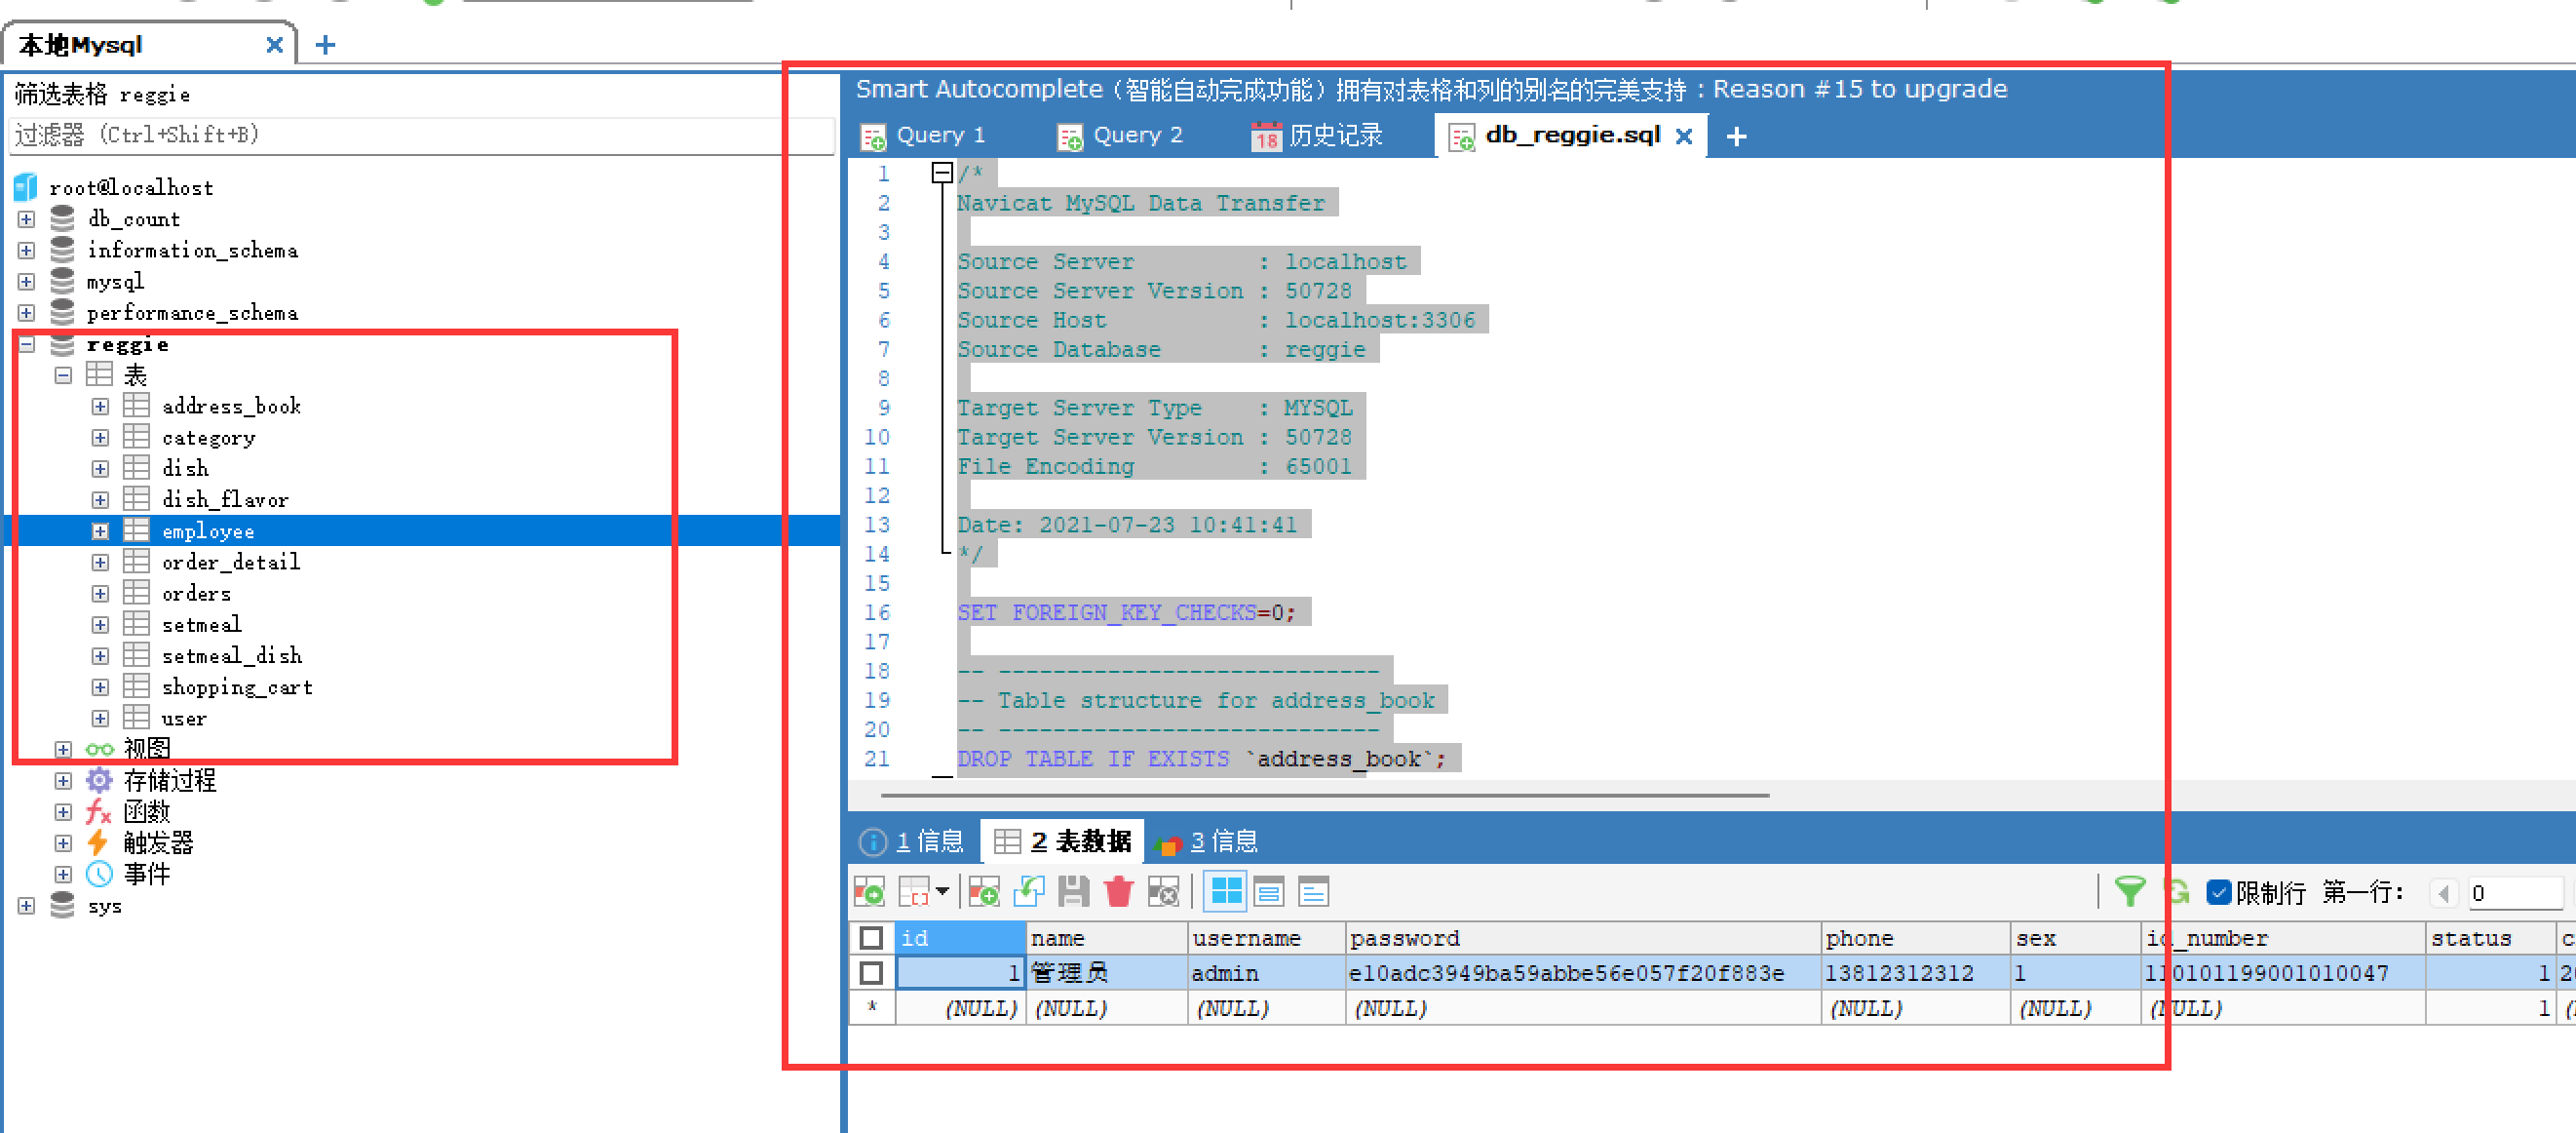 本地Mysql
筛选表格 reggie
过滤器 (Ctrl+Shift+B)
root@localhost
db_count
information_schema
mysql
performance_schema
reggie
表
address_book
category
dish
dish_flavor
employee
order_detail
orders
setmeal
setmeal_dish
shopping_cart
user
视图
存储过程
函数
触发器
事件
sys
Smart Autocomplete（智能自动完成功能）拥有对表格和列的别名的完美支持：Reason #15 to upgrade
Query 1 Query 2 18 历史记录 db_reggie.sql
1 /*
2 Navicat MySQL Data Transfer
3
4 Source Server : localhost
5 Source Server Version : 50728
6 Source Host : localhost:3306
7 Source Database : reggie
8
9 Target Server Type : MYSQL
10 Target Server Version : 50728
11 File Encoding : 65001
12
13 Date: 2021-07-23 10:41:41
14 */
15
16 SET FOREIGN_KEY_CHECKS=0;
17
18 -- ----------------------------
19 -- Table structure for address_book
20 -- ----------------------------
21 DROP TABLE IF EXISTS `address_book`;
1 信息 2 表数据 3 信息
限制行 第一行: 0
id name username password phone sex id_number status
1 管理员 admin e10adc3949ba59abbe56e057f20f883e 13812312312 1 110101199001010047 1
* (NULL) (NULL) (NULL) (NULL) (NULL) (NULL) (NULL) 1